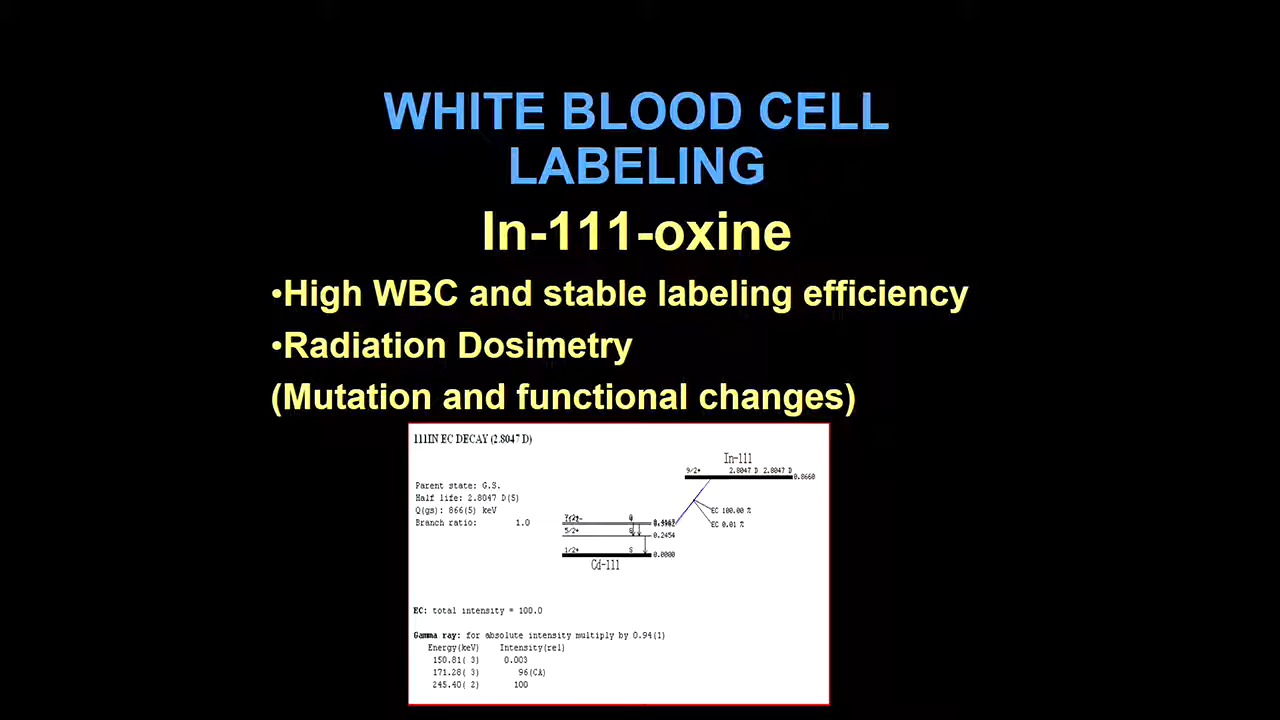 WHITE BLOOD CELL
LABELING
In-111-oxine
•High WBC and stable labeling efficiency
•Radiation Dosimetry
(Mutation and functional changes)
111IN EC DECAY (2.8047 D)
In-111
9/2+ 2.8047 D 2.8047 D 0.8660
Parent state: G.S.
Half life: 2.8047 D(5)
Q(gs): 866(5) keV
Branch ratio: 1.0
EC 100.00 %
EC 0.01 %
5/2+ 0.2454
1/2+ S 0.0000
Cd-111
EC: total intensity = 100.0
Gamma ray: for absolute intensity multiply by 0.94(1)
Energy(keV) Intensity(rel)
150.81( 3) 0.003
171.28( 3) 96(CA)
245.40( 2) 100